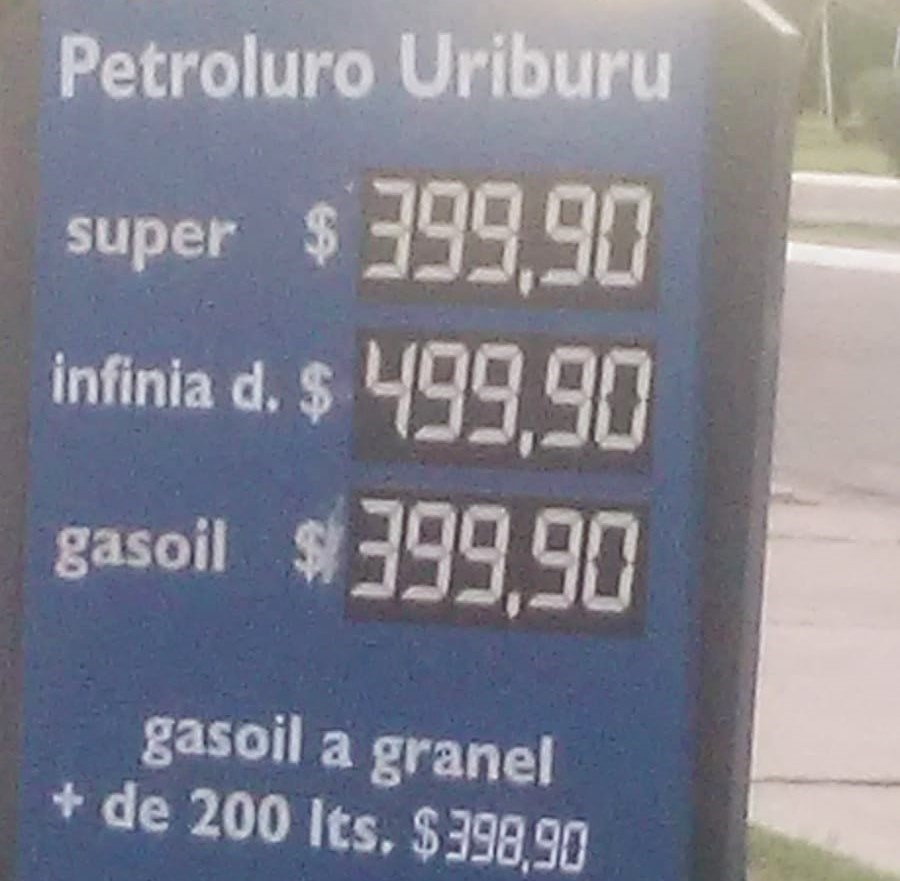 Petroluro Uriburu
super $ 399,90
infinia d. $ 499,90
gasoil $ 399,90
gasoil a granel
+ de 200 lts. $398,90